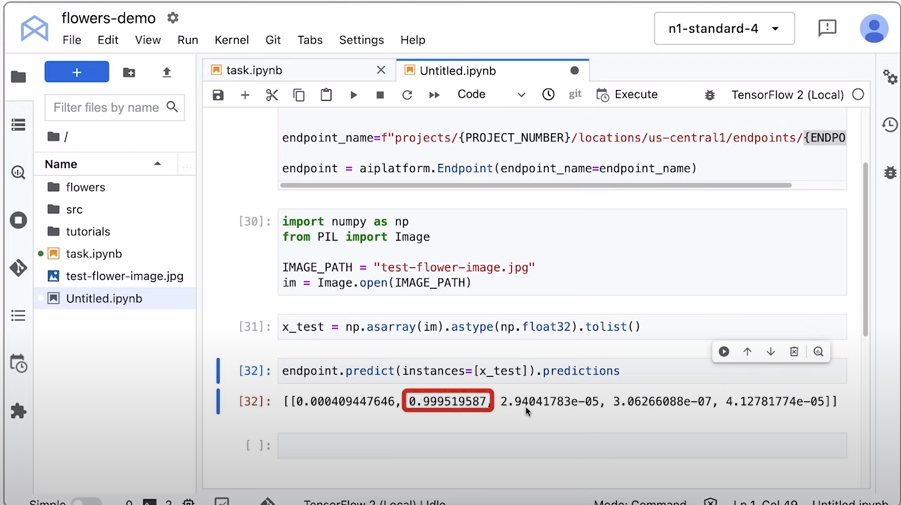 flowers-demo
n1-standard-4
File Edit View Run Kernel Git Tabs Settings Help
task.ipynb
Untitled.ipynb
Filter files by name
Code
git
Execute
TensorFlow 2 (Local)
/
Name
flowers
src
tutorials
task.ipynb
test-flower-image.jpg
Untitled.ipynb
endpoint_name=f"projects/{PROJECT_NUMBER}/locations/us-central1/endpoints/{ENDPO
endpoint = aiplatform.Endpoint(endpoint_name=endpoint_name)
[30]:
import numpy as np
from PIL import Image
IMAGE_PATH = "test-flower-image.jpg"
im = Image.open(IMAGE_PATH)
[31]: x_test = np.asarray(im).astype(np.float32).tolist()
[32]: endpoint.predict(instances=[x_test]).predictions
[32]: [[0.000409447646, 0.999519587, 2.94041783e-05, 3.06266088e-07, 4.12781774e-05]]
[ ]:
Simple 0 2 TensorFlow 2 (Local) | Idle Mode: Command Ln 1, Col 49 Untitled.ipynb